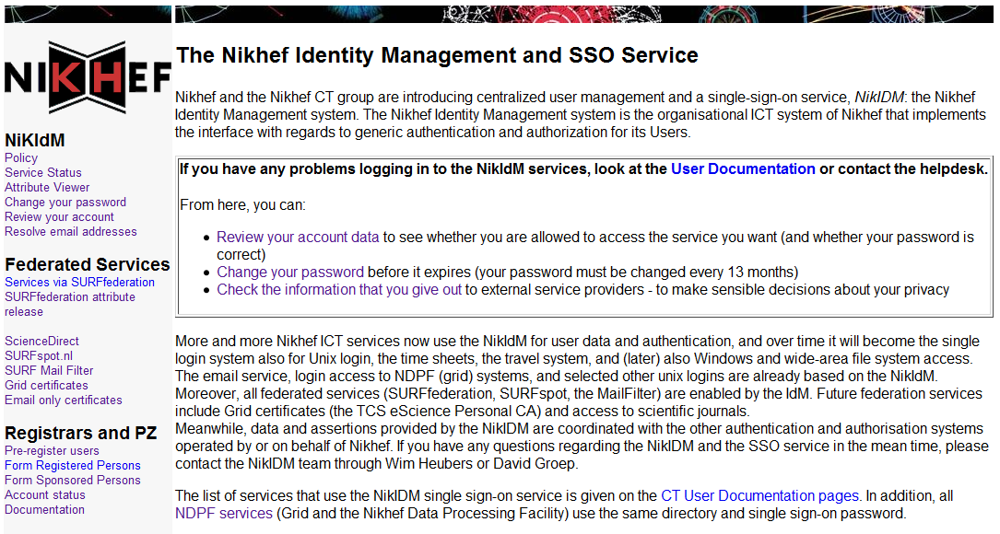 NIKHEF
NiKIdM
Policy
Service Status
Attribute Viewer
Change your password
Review your account
Resolve email addresses
Federated Services
Services via SURFfederation
SURFfederation attribute
release
ScienceDirect
SURFspot.nl
SURF Mail Filter
Grid certificates
Email only certificates
Registrars and PZ
Pre-register users
Form Registered Persons
Form Sponsored Persons
Account status
Documentation
The Nikhef Identity Management and SSO Service
Nikhef and the Nikhef CT group are introducing centralized user management and a single-sign-on service, NikIDM: the Nikhef
Identity Management system. The Nikhef Identity Management system is the organisational ICT system of Nikhef that implements
the interface with regards to generic authentication and authorization for its Users.
If you have any problems logging in to the NikIdM services, look at the User Documentation or contact the helpdesk.
From here, you can:
• Review your account data to see whether you are allowed to access the service you want (and whether your password is
correct)
• Change your password before it expires (your password must be changed every 13 months)
• Check the information that you give out to external service providers - to make sensible decisions about your privacy
More and more Nikhef ICT services now use the NikIdM for user data and authentication, and over time it will become the single
login system also for Unix login, the time sheets, the travel system, and (later) also Windows and wide-area file system access.
The email service, login access to NDPF (grid) systems, and selected other unix logins are already based on the NikIdM.
Moreover, all federated services (SURFfederation, SURFspot, the MailFilter) are enabled by the IdM. Future federation services
include Grid certificates (the TCS eScience Personal CA) and access to scientific journals.
Meanwhile, data and assertions provided by the NikIDM are coordinated with the other authentication and authorisation systems
operated by or on behalf of Nikhef. If you have any questions regarding the NikIDM and the SSO service in the mean time, please
contact the NikIDM team through Wim Heubers or David Groep.
The list of services that use the NikIDM single sign-on service is given on the CT User Documentation pages. In addition, all
NDPF services (Grid and the Nikhef Data Processing Facility) use the same directory and single sign-on password.